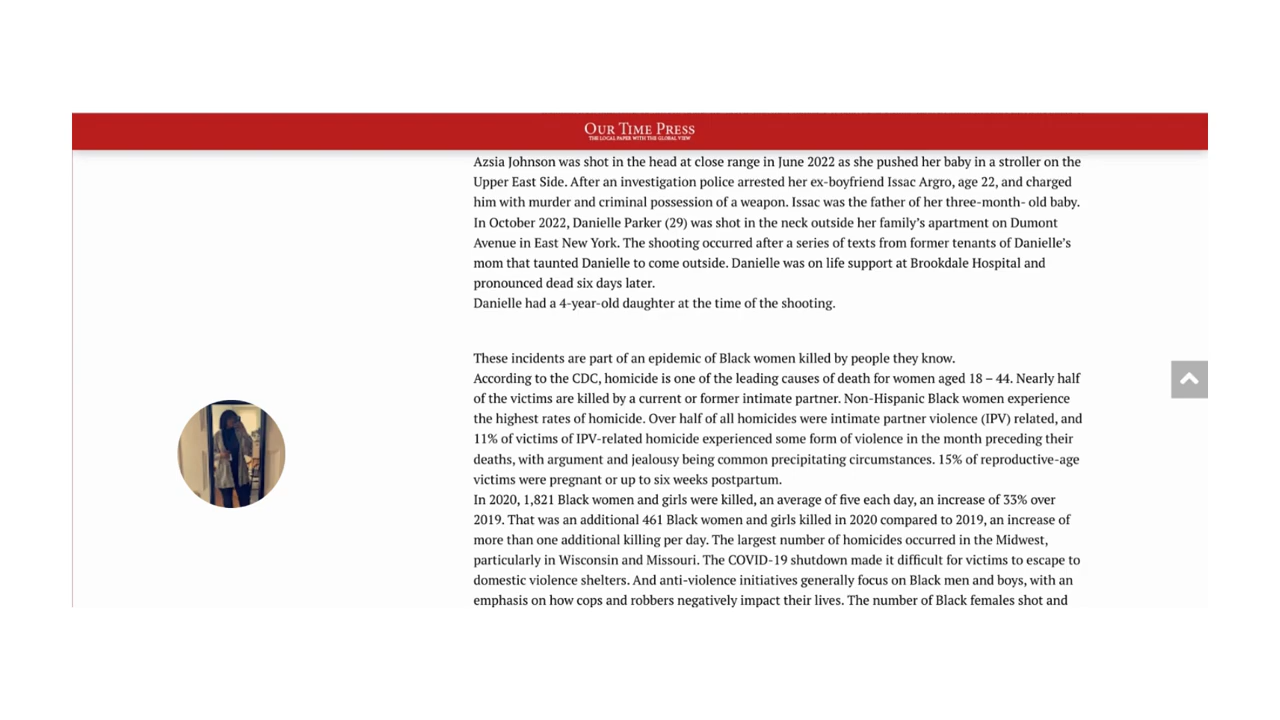 OUR TIME PRESS
THE LOCAL PAPER WITH THE GLOBAL VIEW
Azsia Johnson was shot in the head at close range in June 2022 as she pushed her baby in a stroller on the
Upper East Side. After an investigation police arrested her ex-boyfriend Issac Argro, age 22, and charged
him with murder and criminal possession of a weapon. Issac was the father of her three-month- old baby.
In October 2022, Danielle Parker (29) was shot in the neck outside her family’s apartment on Dumont
Avenue in East New York. The shooting occurred after a series of texts from former tenants of Danielle’s
mom that taunted Danielle to come outside. Danielle was on life support at Brookdale Hospital and
pronounced dead six days later.
Danielle had a 4-year-old daughter at the time of the shooting.
These incidents are part of an epidemic of Black women killed by people they know.
According to the CDC, homicide is one of the leading causes of death for women aged 18 – 44. Nearly half
of the victims are killed by a current or former intimate partner. Non-Hispanic Black women experience
the highest rates of homicide. Over half of all homicides were intimate partner violence (IPV) related, and
11% of victims of IPV-related homicide experienced some form of violence in the month preceding their
deaths, with argument and jealousy being common precipitating circumstances. 15% of reproductive-age
victims were pregnant or up to six weeks postpartum.
In 2020, 1,821 Black women and girls were killed, an average of five each day, an increase of 33% over
2019. That was an additional 461 Black women and girls killed in 2020 compared to 2019, an increase of
more than one additional killing per day. The largest number of homicides occurred in the Midwest,
particularly in Wisconsin and Missouri. The COVID-19 shutdown made it difficult for victims to escape to
domestic violence shelters. And anti-violence initiatives generally focus on Black men and boys, with an
emphasis on how cops and robbers negatively impact their lives. The number of Black females shot and